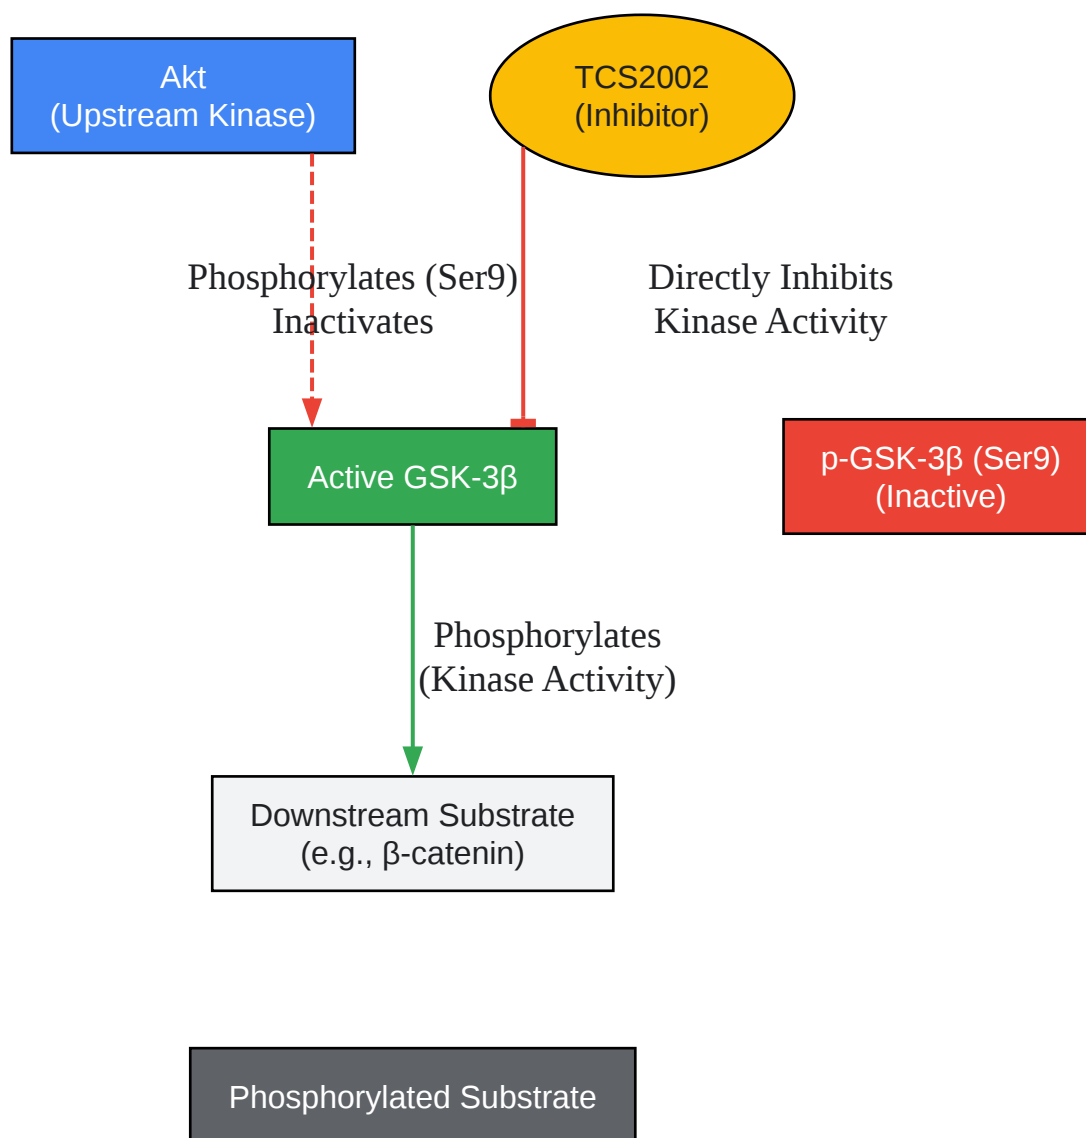 Akt
(Upstream Kinase)
TCS2002
(Inhibitor)
Phosphorylates (Ser9)
Inactivates
Directly Inhibits
Kinase Activity
Active GSK-3β
p-GSK-3β (Ser9)
(Inactive)
Phosphorylates
(Kinase Activity)
Downstream Substrate
(e.g., β-catenin)
Phosphorylated Substrate